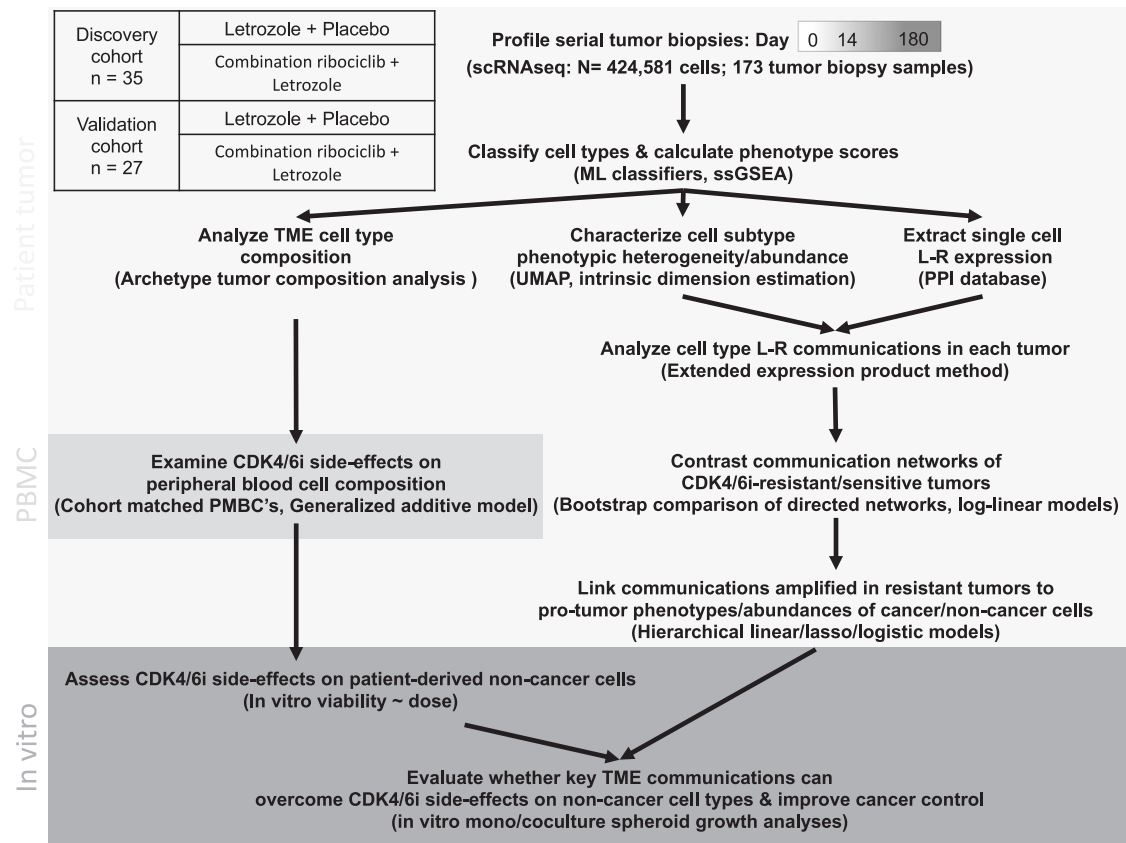 Discovery
cohort
n = 35
Letrozole + Placebo
Combination ribociclib +
Letrozole
Validation
cohort
n = 27
Letrozole + Placebo
Combination ribociclib +
Letrozole
Profile serial tumor biopsies: Day 0 14 180
(scRNAseq: N= 424,581 cells; 173 tumor biopsy samples)
Classify cell types & calculate phenotype scores
(ML classifiers, ssGSEA)
Patient tumor
Analyze TME cell type
composition
(Archetype tumor composition analysis )
Characterize cell subtype
phenotypic heterogeneity/abundance
(UMAP, intrinsic dimension estimation)
Extract single cell
L-R expression
(PPI database)
Analyze cell type L-R communications in each tumor
(Extended expression product method)
PBMC
Examine CDK4/6i side-effects on
peripheral blood cell composition
(Cohort matched PMBC's, Generalized additive model)
Contrast communication networks of
CDK4/6i-resistant/sensitive tumors
(Bootstrap comparison of directed networks, log-linear models)
Link communications amplified in resistant tumors to
pro-tumor phenotypes/abundances of cancer/non-cancer cells
(Hierarchical linear/lasso/logistic models)
In vitro
Assess CDK4/6i side-effects on patient-derived non-cancer cells
(In vitro viability ~ dose)
Evaluate whether key TME communications can
overcome CDK4/6i side-effects on non-cancer cell types & improve cancer control
(in vitro mono/coculture spheroid growth analyses)